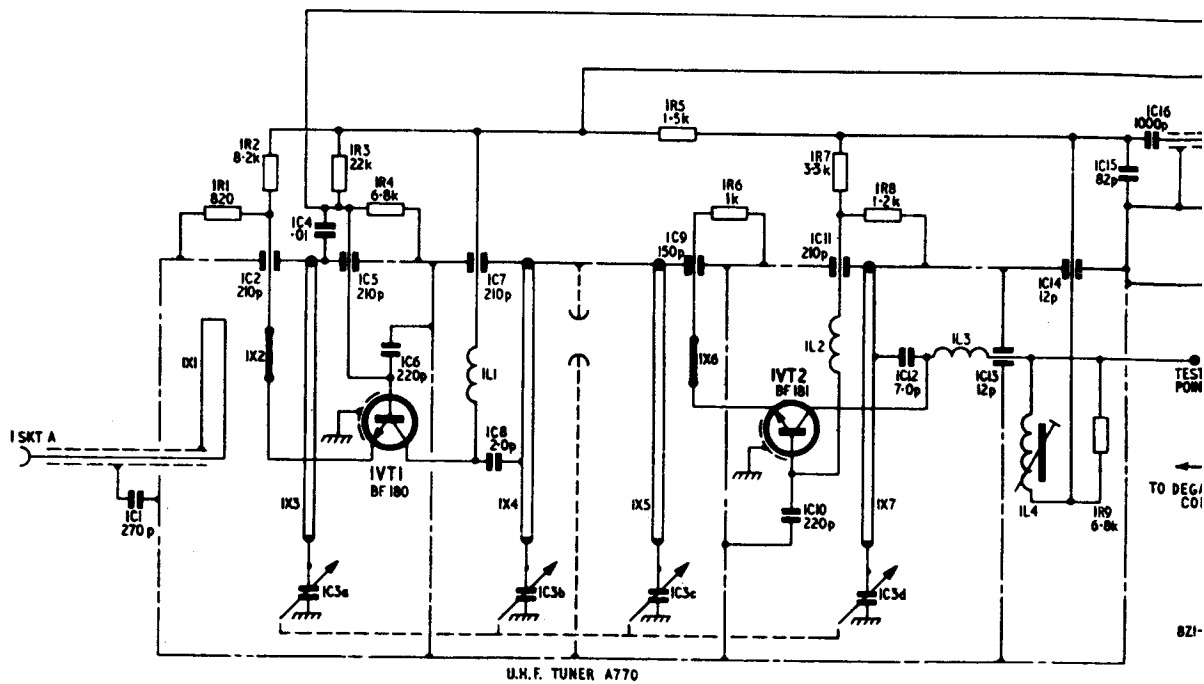 1C16
1000p
1R5
1·5k
1R2
8·2k
1R3
22k
1R7
3·3k
1C15
82p
1R1
820
1R4
6·8k
1R6
1k
1R8
1·2k
1C4
·01
1C9
150p
1C11
210p
1C2
210p
1C5
210p
1C7
210p
1C14
12p
1X1
1X2
1C6
220p
1L1
1X6
1L2
1L3
1VT2
BF 181
1C12
7·0p
1C13
12p
TEST
POIN
1 SKT A
1VT1
BF 180
1C8
2·0p
1X3
1X4
1X5
1X7
1C10
220p
1L4
1R9
6·8k
TO DEGA
CO
1C1
270p
1C3a
1C3b
1C3c
1C3d
BZ1-
U.H.F. TUNER A770